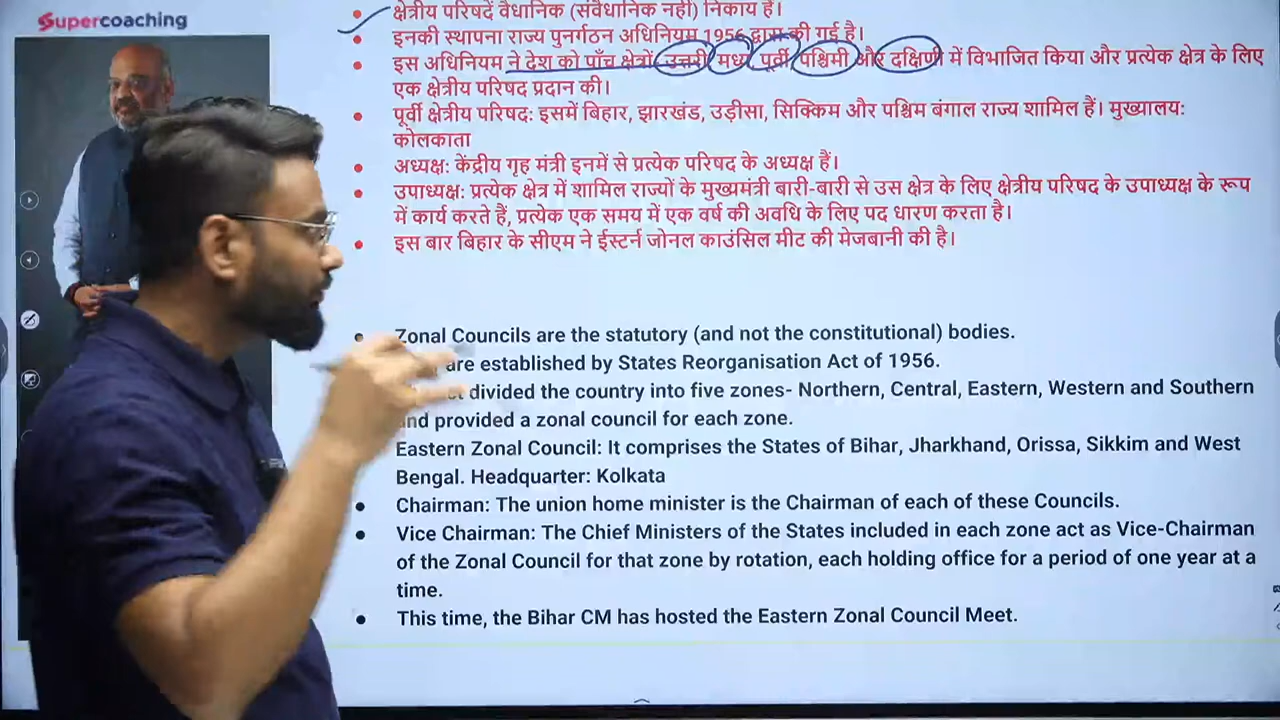 Supercoaching
क्षेत्रीय परिषदें वैधानिक (संवैधानिक नहीं) निकाय हैं।
इनकी स्थापना राज्य पुनर्गठन अधिनियम 1956 द्वारा की गई है।
इस अधिनियम ने देश को पाँच क्षेत्रों उत्तरी मध्य पूर्वी पश्चिमी और दक्षिणी में विभाजित किया और प्रत्येक क्षेत्र के लिए
एक क्षेत्रीय परिषद प्रदान की।
पूर्वी क्षेत्रीय परिषद: इसमें बिहार, झारखंड, उड़ीसा, सिक्किम और पश्चिम बंगाल राज्य शामिल हैं। मुख्यालय:
कोलकाता
अध्यक्ष: केंद्रीय गृह मंत्री इनमें से प्रत्येक परिषद के अध्यक्ष हैं।
उपाध्यक्ष: प्रत्येक क्षेत्र में शामिल राज्यों के मुख्यमंत्री बारी-बारी से उस क्षेत्र के लिए क्षेत्रीय परिषद के उपाध्यक्ष के रूप
में कार्य करते हैं, प्रत्येक एक समय में एक वर्ष की अवधि के लिए पद धारण करता है।
इस बार बिहार के सीएम ने ईस्टर्न जोनल काउंसिल मीट की मेजबानी की है।
Zonal Councils are the statutory (and not the constitutional) bodies.
are established by States Reorganisation Act of 1956.
divided the country into five zones- Northern, Central, Eastern, Western and Southern
and provided a zonal council for each zone.
Eastern Zonal Council: It comprises the States of Bihar, Jharkhand, Orissa, Sikkim and West
Bengal. Headquarter: Kolkata
Chairman: The union home minister is the Chairman of each of these Councils.
Vice Chairman: The Chief Ministers of the States included in each zone act as Vice-Chairman
of the Zonal Council for that zone by rotation, each holding office for a period of one year at a
time.
This time, the Bihar CM has hosted the Eastern Zonal Council Meet.